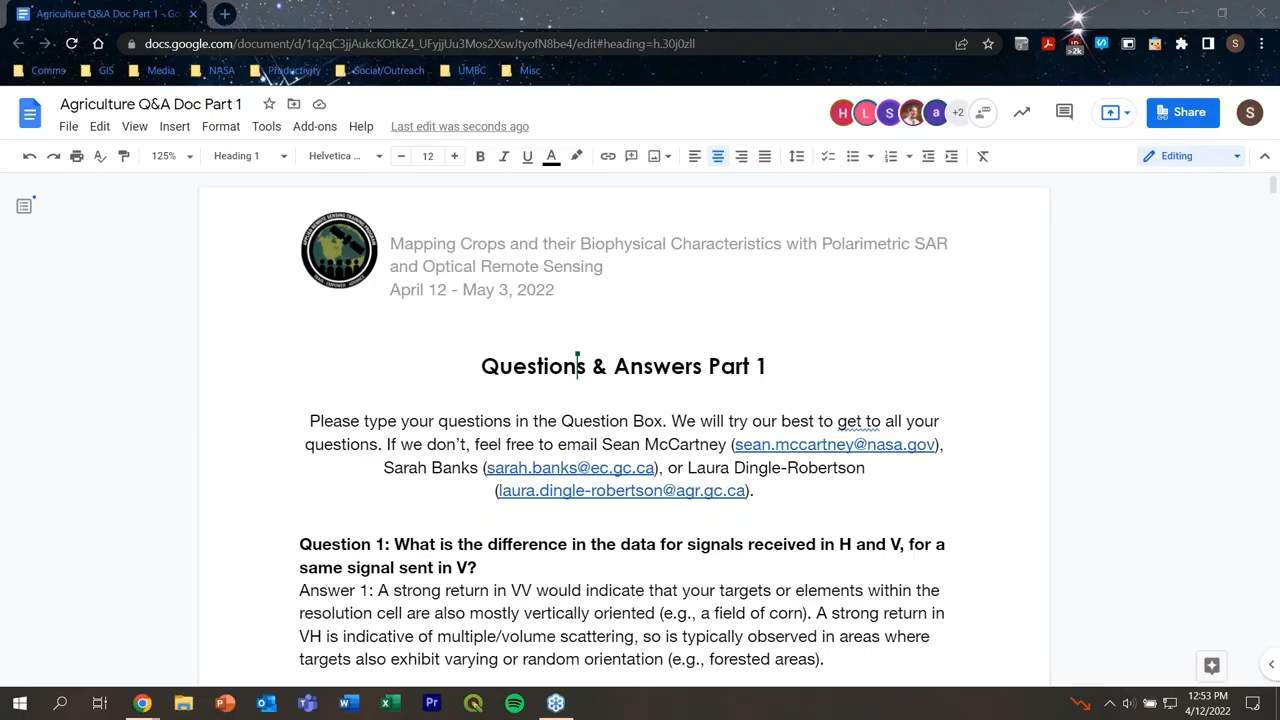 Agriculture Q&A Doc Part 1 - Go
docs.google.com/document/d/1q2qC3jjAukcKOtkZ4_UFyjjUu3Mos2XswJtyofN8be4/edit#heading=h.30j0zll
>2k
S
Comms GIS Media NASA Productivity Social/Outreach UMBC Misc
Agriculture Q&A Doc Part 1
H L S a +2 Share S
File Edit View Insert Format Tools Add-ons Help Last edit was seconds ago
125% Heading 1 Helvetica ... 12 B I U A Editing
Mapping Crops and their Biophysical Characteristics with Polarimetric SAR
and Optical Remote Sensing
April 12 - May 3, 2022
Questions & Answers Part 1
Please type your questions in the Question Box. We will try our best to get to all your
questions. If we don’t, feel free to email Sean McCartney (sean.mccartney@nasa.gov),
Sarah Banks (sarah.banks@ec.gc.ca), or Laura Dingle-Robertson
(laura.dingle-robertson@agr.gc.ca).
Question 1: What is the difference in the data for signals received in H and V, for a
same signal sent in V?
Answer 1: A strong return in VV would indicate that your targets or elements within the
resolution cell are also mostly vertically oriented (e.g., a field of corn). A strong return in
VH is indicative of multiple/volume scattering, so is typically observed in areas where
targets also exhibit varying or random orientation (e.g., forested areas).
12:53 PM
4/12/2022